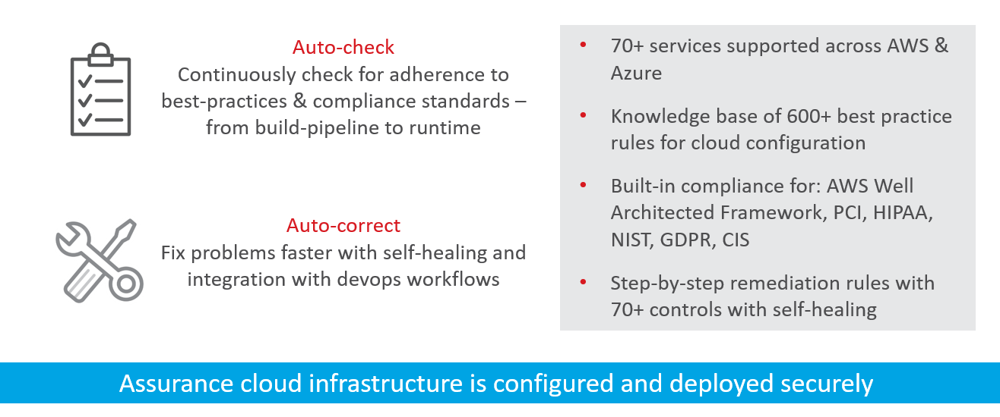 Auto-check
Continuously check for adherence to
best-practices & compliance standards –
from build-pipeline to runtime
Auto-correct
Fix problems faster with self-healing and
integration with devops workflows
• 70+ services supported across AWS &
Azure
• Knowledge base of 600+ best practice
rules for cloud configuration
• Built-in compliance for: AWS Well
Architected Framework, PCI, HIPAA,
NIST, GDPR, CIS
• Step-by-step remediation rules with
70+ controls with self-healing
Assurance cloud infrastructure is configured and deployed securely